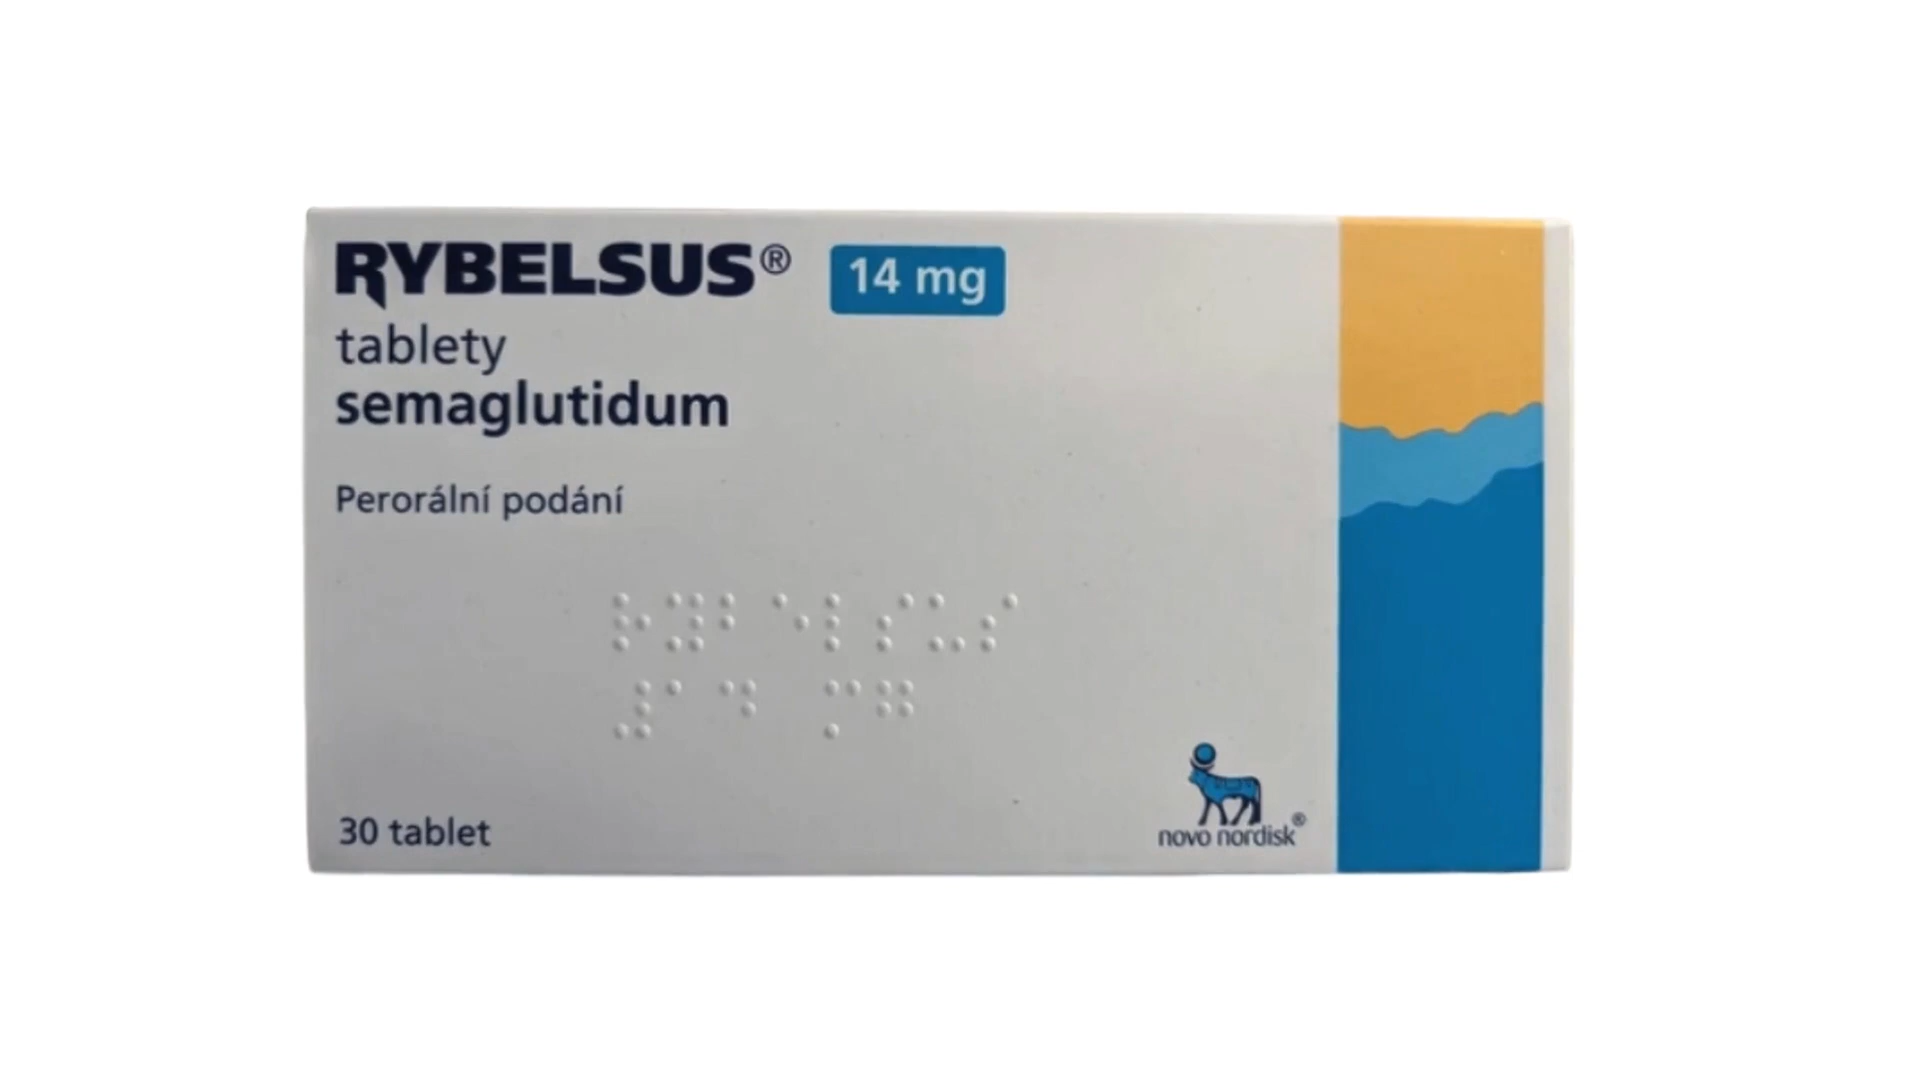 RYBELSUS® 14 mg
tablety
semaglutidum
Perorální podání
⠗⠽⠃⠑⠇⠎⠥⠎
⠼⠁⠙ ⠍⠛
30 tablet
novo nordisk®